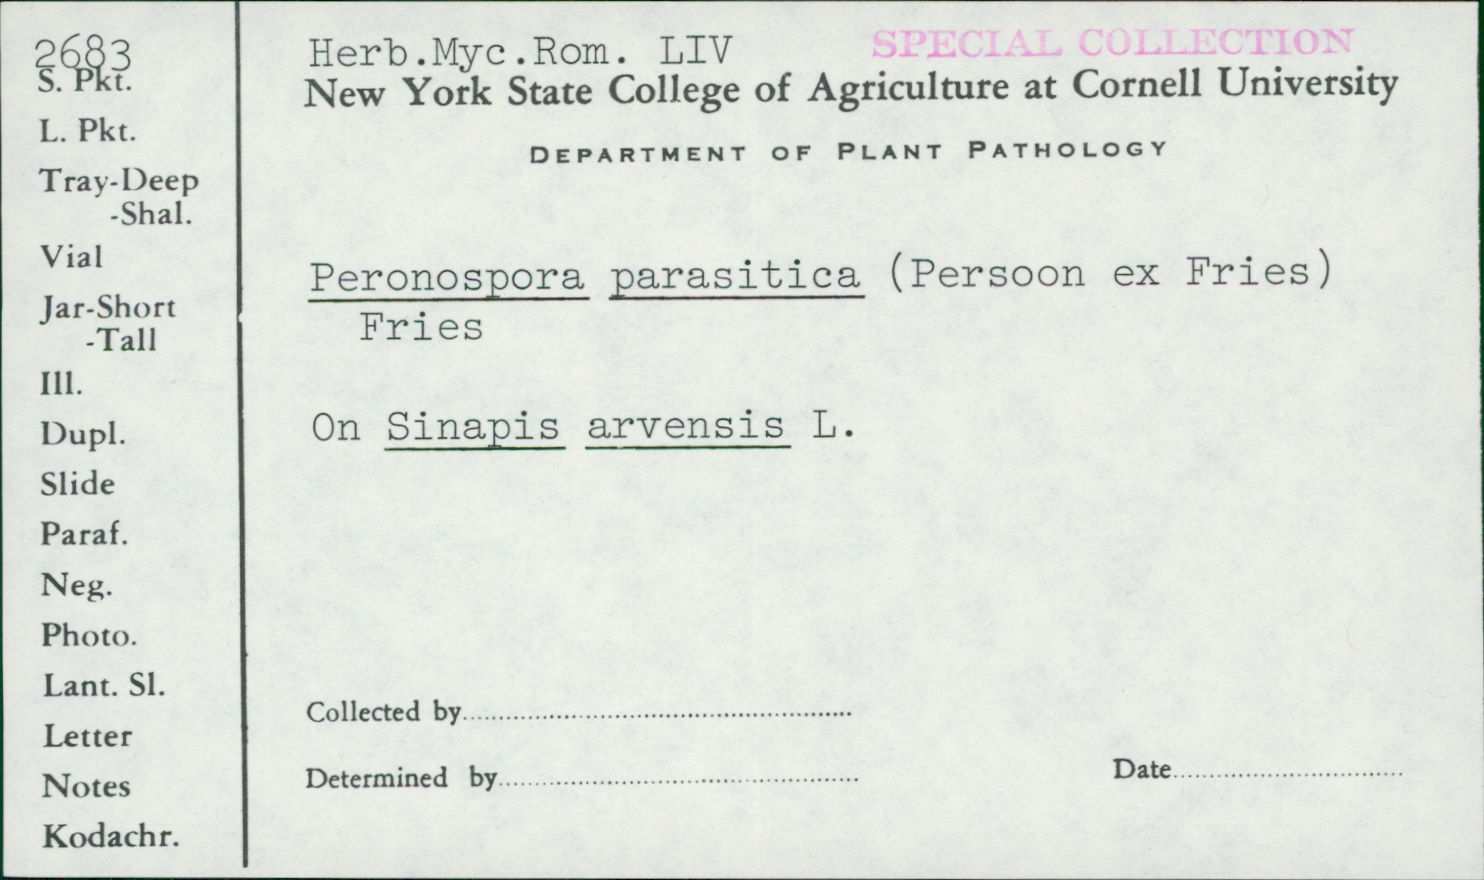 2683
S. Pkt.
L. Pkt.
Tray-Deep
-Shal.
Vial
Jar-Short
-Tall
Ill.
Dupl.
Slide
Paraf.
Neg.
Photo.
Lant. Sl.
Letter
Notes
Kodachr.
Herb.Myc.Rom. LIV
SPECIAL COLLECTION
New York State College of Agriculture at Cornell University
DEPARTMENT OF PLANT PATHOLOGY
Peronospora parasitica (Persoon ex Fries)
Fries
On Sinapis arvensis L.
Collected by
Determined by
Date